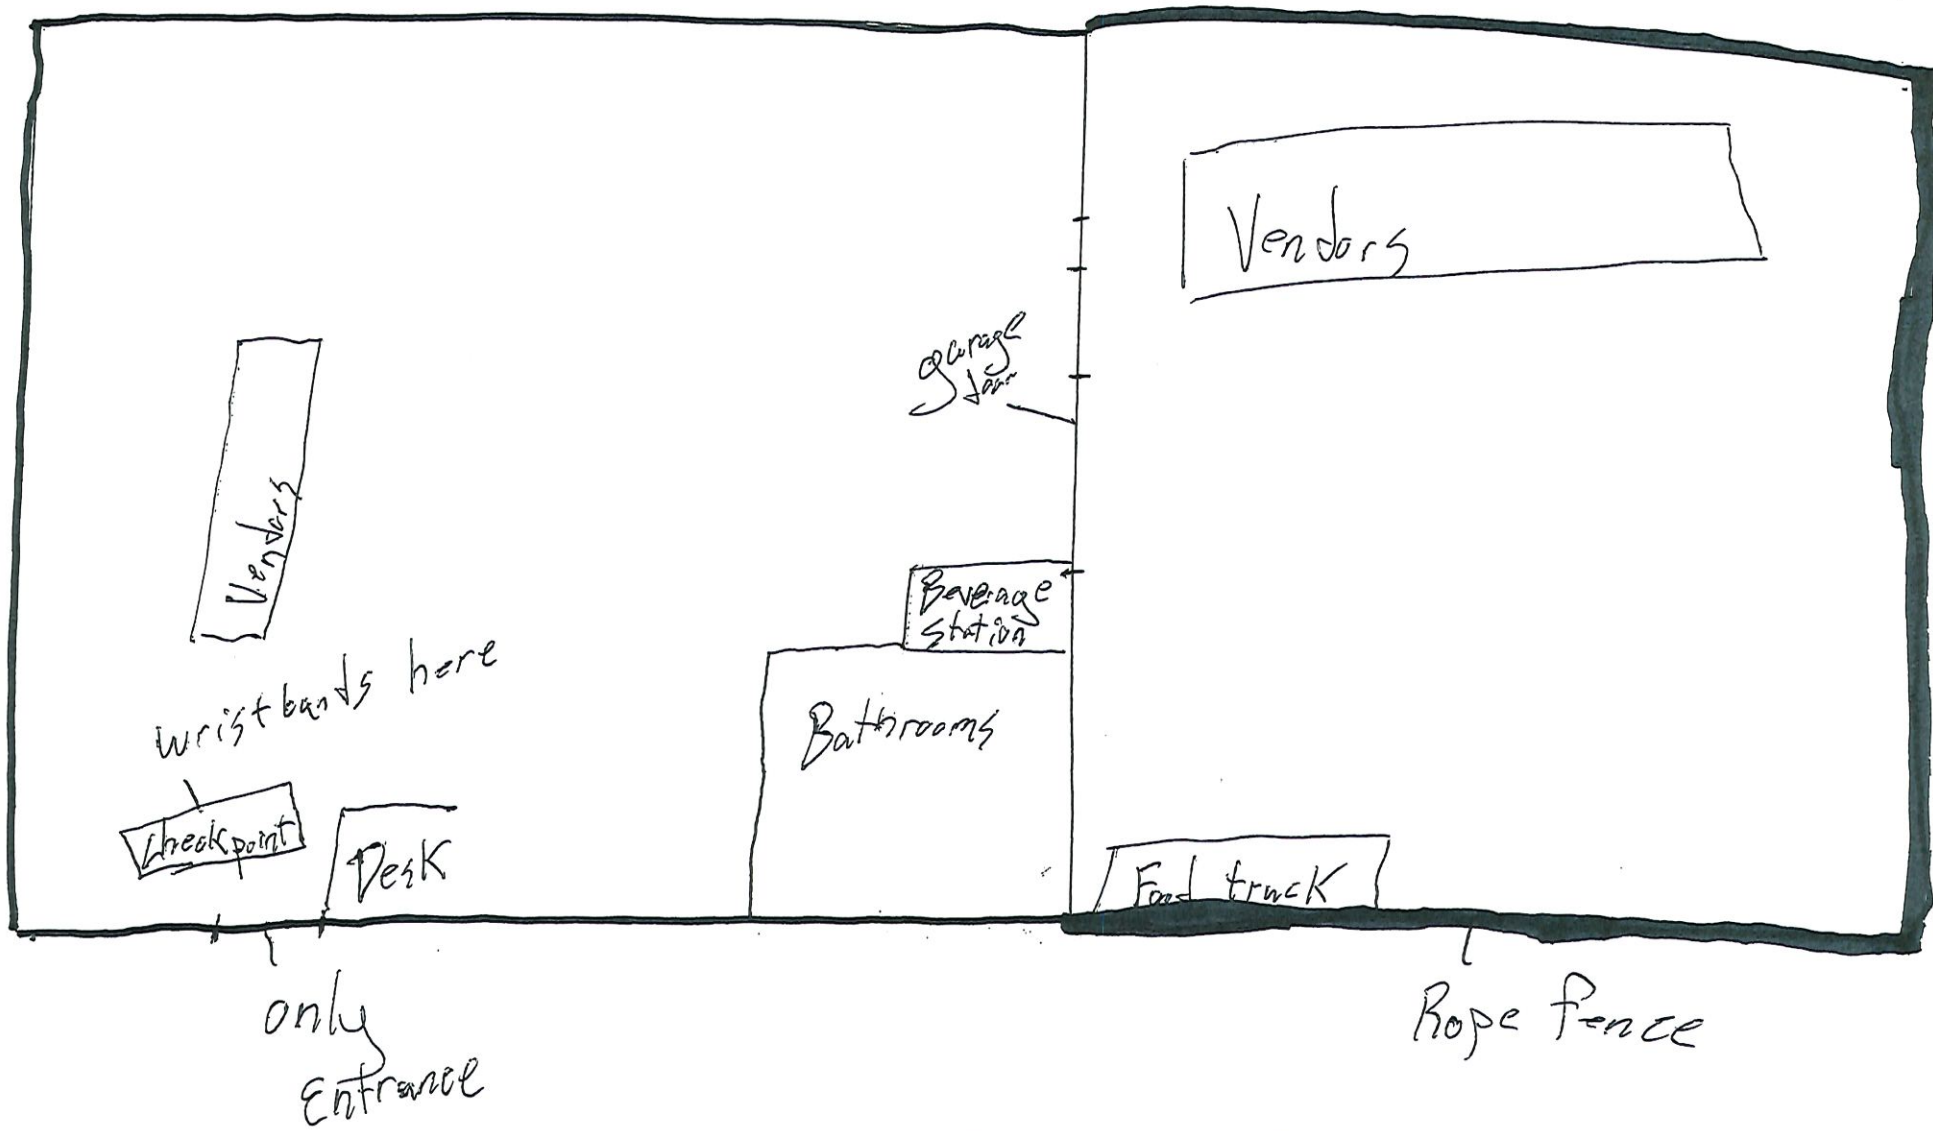 Vendors
garage
door
Vendors
Beverage
Station
wristbands here
Bathrooms
Checkpoint
Desk
Food truck
only
Entrance
Rope fence